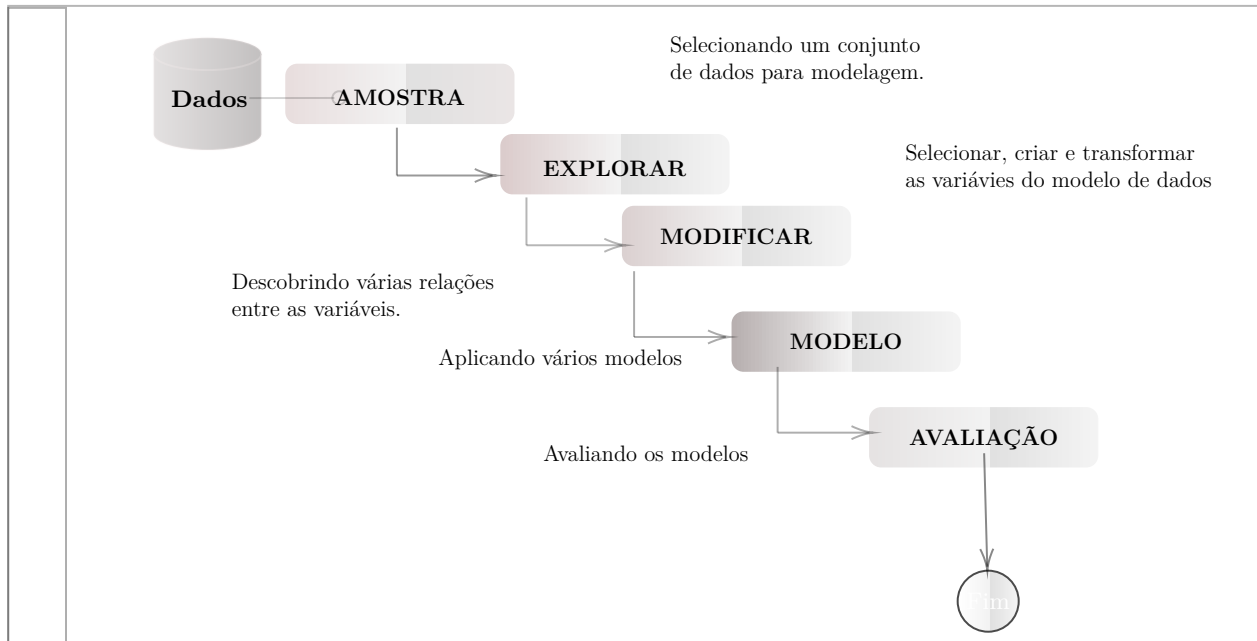 Selecionando um conjunto
de dados para modelagem.
Dados
AMOSTRA
Selecionar, criar e transformar
as variávies do modelo de dados
EXPLORAR
MODIFICAR
Descobrindo várias relações
entre as variáveis.
MODELO
Aplicando vários modelos
AVALIAÇÃO
Avaliando os modelos
Fim